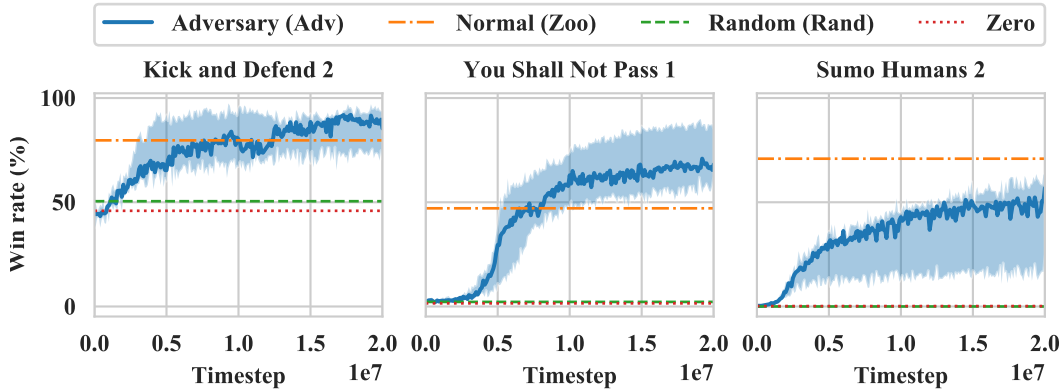 Adversary (Adv) Normal (Zoo) Random (Rand) Zero
Kick and Defend 2 You Shall Not Pass 1 Sumo Humans 2
100
50
0
Win rate (%)
0.0 0.5 1.0 1.5 2.0 0.0 0.5 1.0 1.5 2.0 0.0 0.5 1.0 1.5 2.0
Timestep 1e7 Timestep 1e7 Timestep 1e7